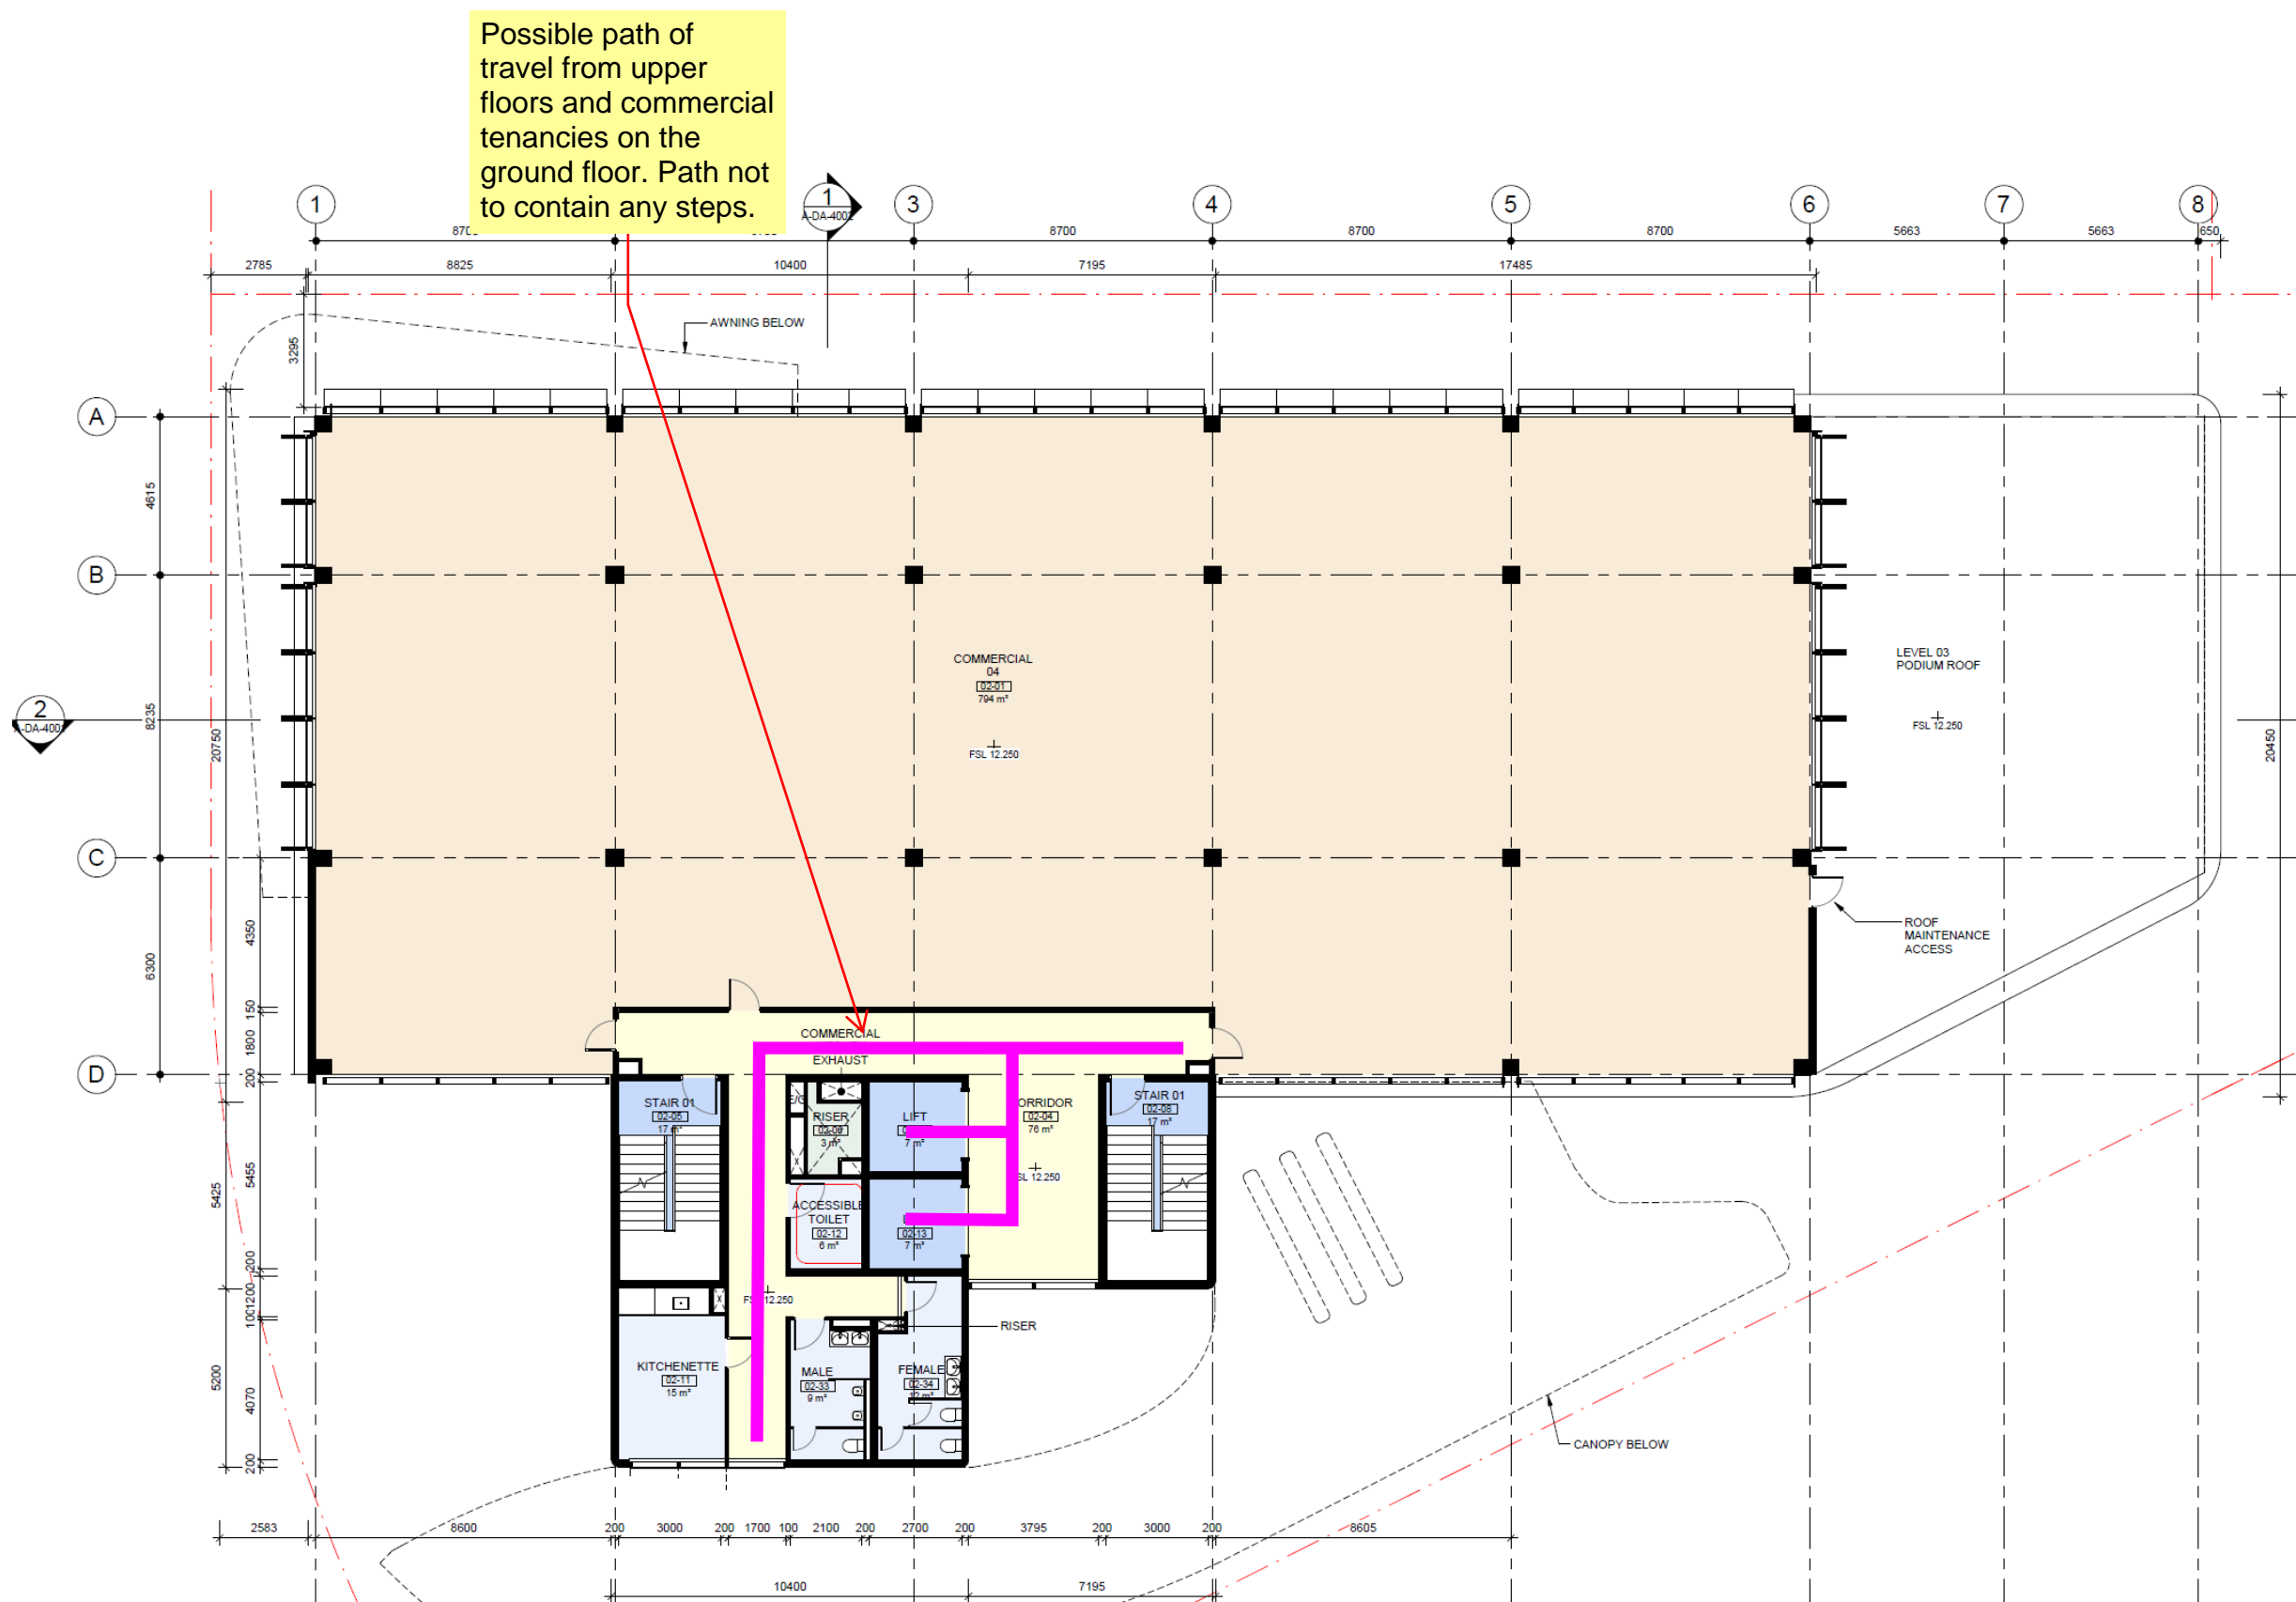 Possible path of
travel from upper
floors and commercial
tenancies on the
ground floor. Path not
to contain any steps.
1
1
A-DA-4002
3
4
5
6
7
8
8700
8700
8700
8700
5663
5663
650
2785
8825
10400
7195
17485
AWNING BELOW
3295
A
B
C
D
4615
8235
6300
20750
4350
150
1800
200
5455
5425
200
1200
100
5200
4070
200
2
20450
COMMERCIAL
04
02-01
794 m²
FSL 12.250
LEVEL 03
PODIUM ROOF
FSL 12.250
ROOF
MAINTENANCE
ACCESS
COMMERCIAL
EXHAUST
STAIR 01
02-05
17 m²
RISER
3 m²
LIFT
7 m²
02-04
76 m²
STAIR 01
02-08
17 m²
ACCESSIBLE
TOILET
02-12
6 m²
02-13
7 m²
12.250
12.250
RISER
KITCHENETTE
02-11
15 m²
MALE
02-33
9 m²
FEMALE
02-34
12 m²
CANOPY BELOW
2583
8600
200
3000
200
1700
100
2100
200
2700
200
3795
200
3000
200
8605
10400
7195